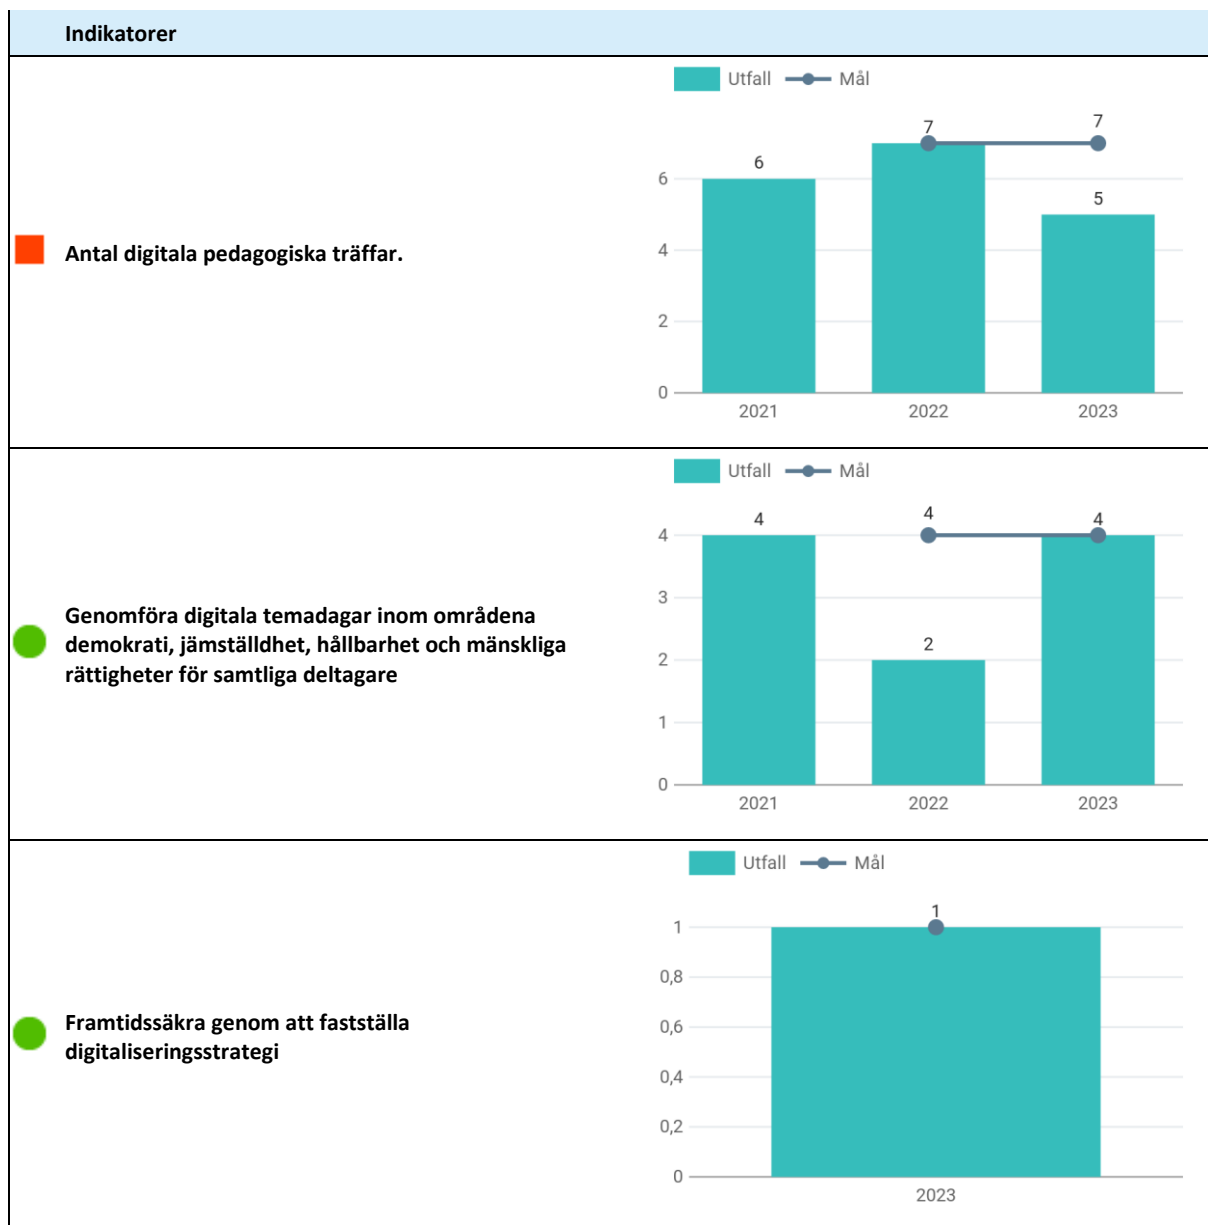 Indikatorer
Utfall Mål
Antal digitala pedagogiska träffar.
6
7
7
5
6
4
2
0
2021 2022 2023
Utfall Mål
Genomföra digitala temadagar inom områdena
demokrati, jämställdhet, hållbarhet och mänskliga
rättigheter för samtliga deltagare
4
4
4
2
4
3
2
1
0
2021 2022 2023
Utfall Mål
Framtidssäkra genom att fastställa
digitaliseringsstrategi
1
1
0,8
0,6
0,4
0,2
0
2023